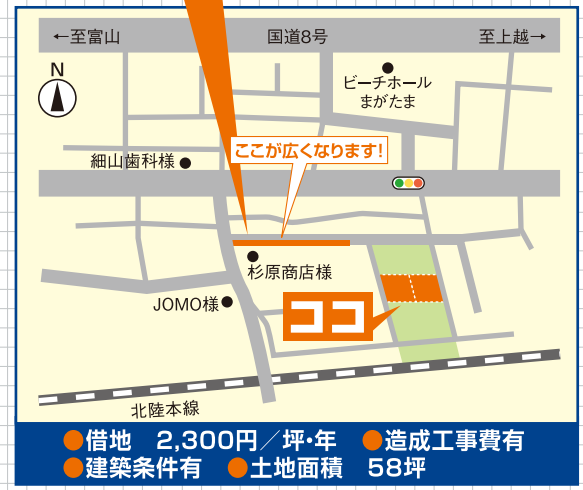 ←至富山 国道8号 至上越→
N
ビーチホール
まがたま
ここが広くなります!
細山歯科様●
杉原商店様
JOMO様●
ココ
北陸本線
●借地 2,300円／坪・年 ●造成工事費有
●建築条件有 ●土地面積 58坪